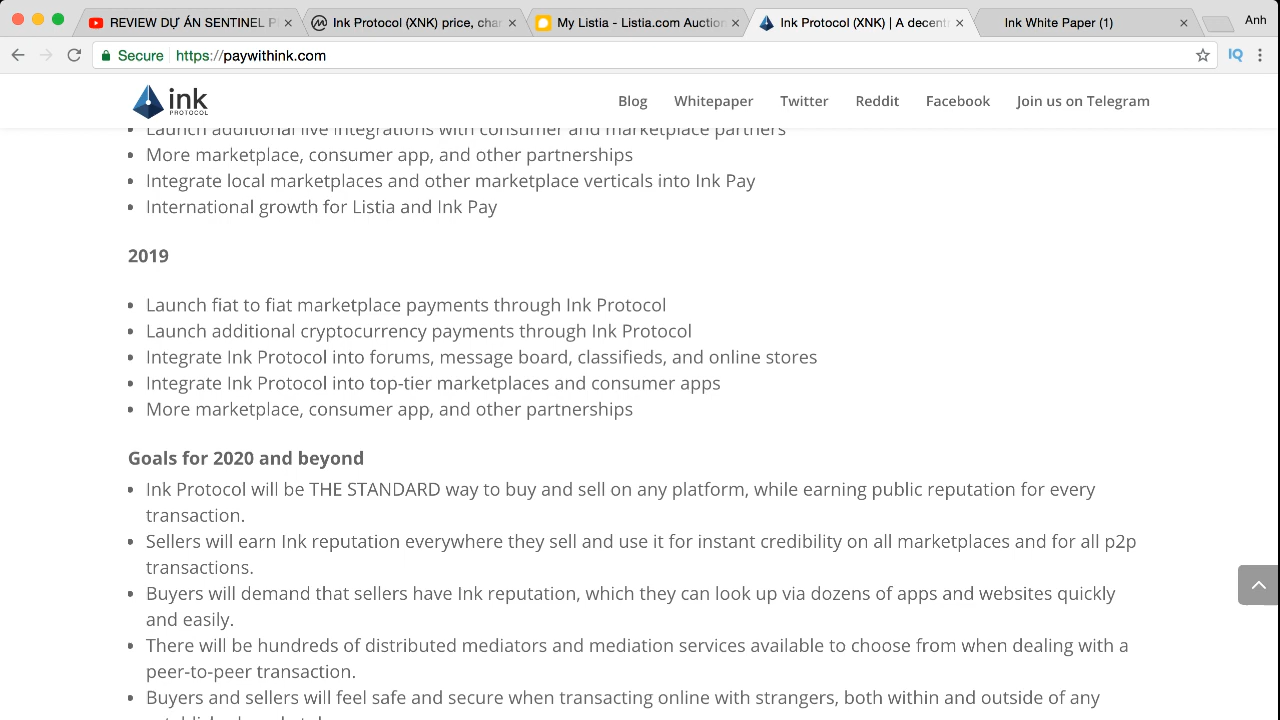 REVIEW DỰ ÁN SENTINEL P
Ink Protocol (XNK) price, char
My Listia - Listia.com Auction
Ink Protocol (XNK) | A decent
Ink White Paper (1)
Anh
Secure https://paywithink.com
IQ
ink
PROTOCOL
Blog Whitepaper Twitter Reddit Facebook Join us on Telegram
Launch additional live integrations with consumer and marketplace partners
• More marketplace, consumer app, and other partnerships
• Integrate local marketplaces and other marketplace verticals into Ink Pay
• International growth for Listia and Ink Pay
2019
• Launch fiat to fiat marketplace payments through Ink Protocol
• Launch additional cryptocurrency payments through Ink Protocol
• Integrate Ink Protocol into forums, message board, classifieds, and online stores
• Integrate Ink Protocol into top-tier marketplaces and consumer apps
• More marketplace, consumer app, and other partnerships
Goals for 2020 and beyond
• Ink Protocol will be THE STANDARD way to buy and sell on any platform, while earning public reputation for every
transaction.
• Sellers will earn Ink reputation everywhere they sell and use it for instant credibility on all marketplaces and for all p2p
transactions.
• Buyers will demand that sellers have Ink reputation, which they can look up via dozens of apps and websites quickly
and easily.
• There will be hundreds of distributed mediators and mediation services available to choose from when dealing with a
peer-to-peer transaction.
• Buyers and sellers will feel safe and secure when transacting online with strangers, both within and outside of any